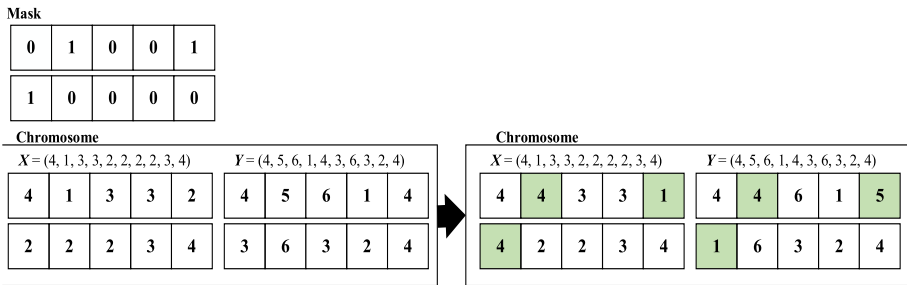 Mask
0 1 0 0 1
1 0 0 0 0
Chromosome
X = (4, 1, 3, 3, 2, 2, 2, 2, 3, 4) Y = (4, 5, 6, 1, 4, 3, 6, 3, 2, 4)
4 1 3 3 2 4 5 6 1 4
2 2 2 3 4 3 6 3 2 4
Chromosome
X = (4, 1, 3, 3, 2, 2, 2, 2, 3, 4) Y = (4, 5, 6, 1, 4, 3, 6, 3, 2, 4)
4 4 3 3 1 4 4 6 1 5
4 2 2 3 4 1 6 3 2 4